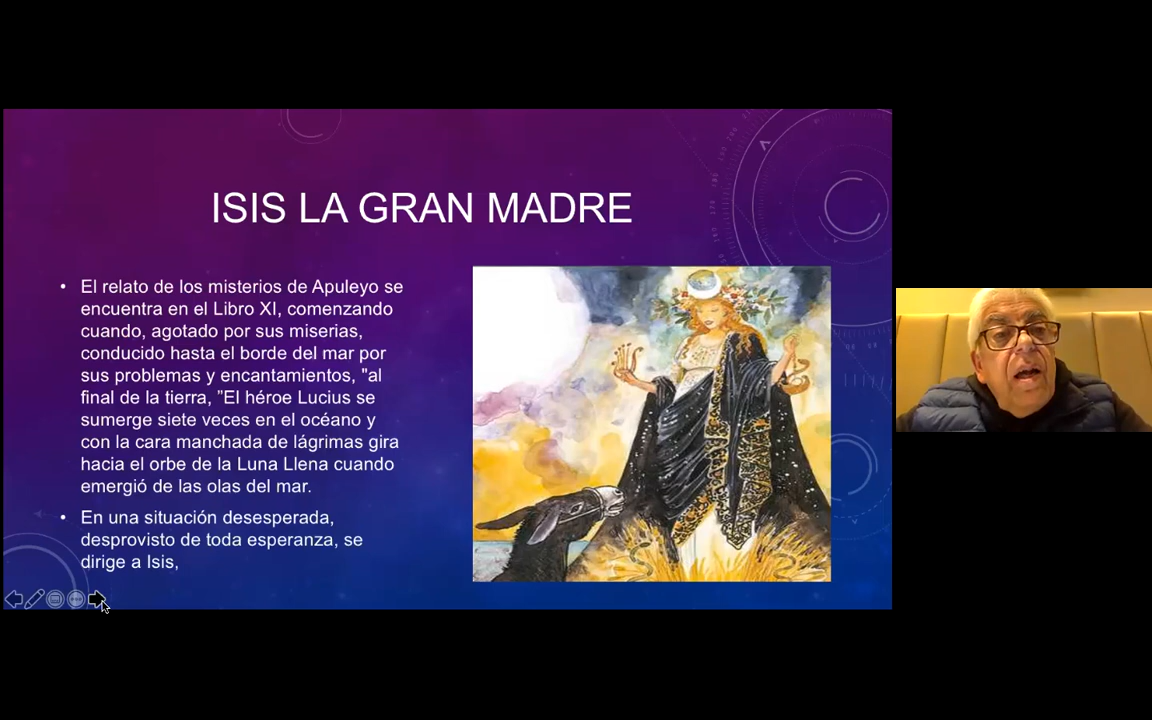 ISIS LA GRAN MADRE
• El relato de los misterios de Apuleyo se
encuentra en el Libro XI, comenzando
cuando, agotado por sus miserias,
conducido hasta el borde del mar por
sus problemas y encantamientos, "al
final de la tierra, ”El héroe Lucius se
sumerge siete veces en el océano y
con la cara manchada de lágrimas gira
hacia el orbe de la Luna Llena cuando
emergió de las olas del mar.
• En una situación desesperada,
desprovisto de toda esperanza, se
dirige a Isis,